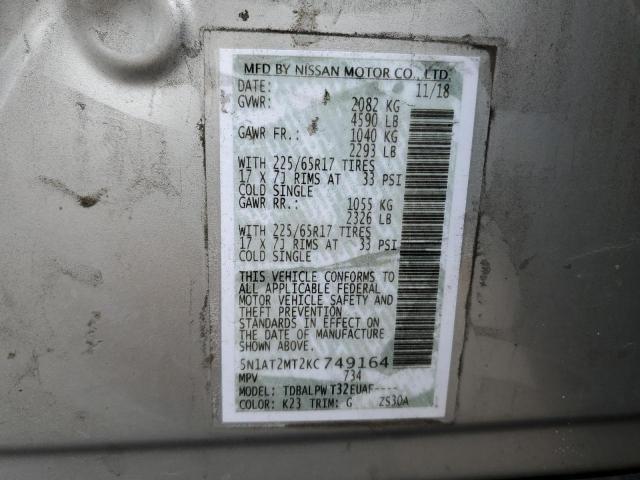 MFD BY NISSAN MOTOR CO., LTD.
DATE: 11/18
GVWR: 2082 KG
4590 LB
GAWR FR.: 1040 KG
2293 LB
WITH 225/65R17 TIRES
17 X 7J RIMS AT 33 PSI
COLD SINGLE
GAWR RR.: 1055 KG
2326 LB
WITH 225/65R17 TIRES
17 X 7J RIMS AT 33 PSI
COLD SINGLE
THIS VEHICLE CONFORMS TO
ALL APPLICABLE FEDERAL
MOTOR VEHICLE SAFETY AND
THEFT PREVENTION
STANDARDS IN EFFECT ON
THE DATE OF MANUFACTURE
SHOWN ABOVE.
5N1AT2MT2KC749164
MPV 734
MODEL: TDBALPW T32EUAF----
COLOR: K23 TRIM: G ZS30A